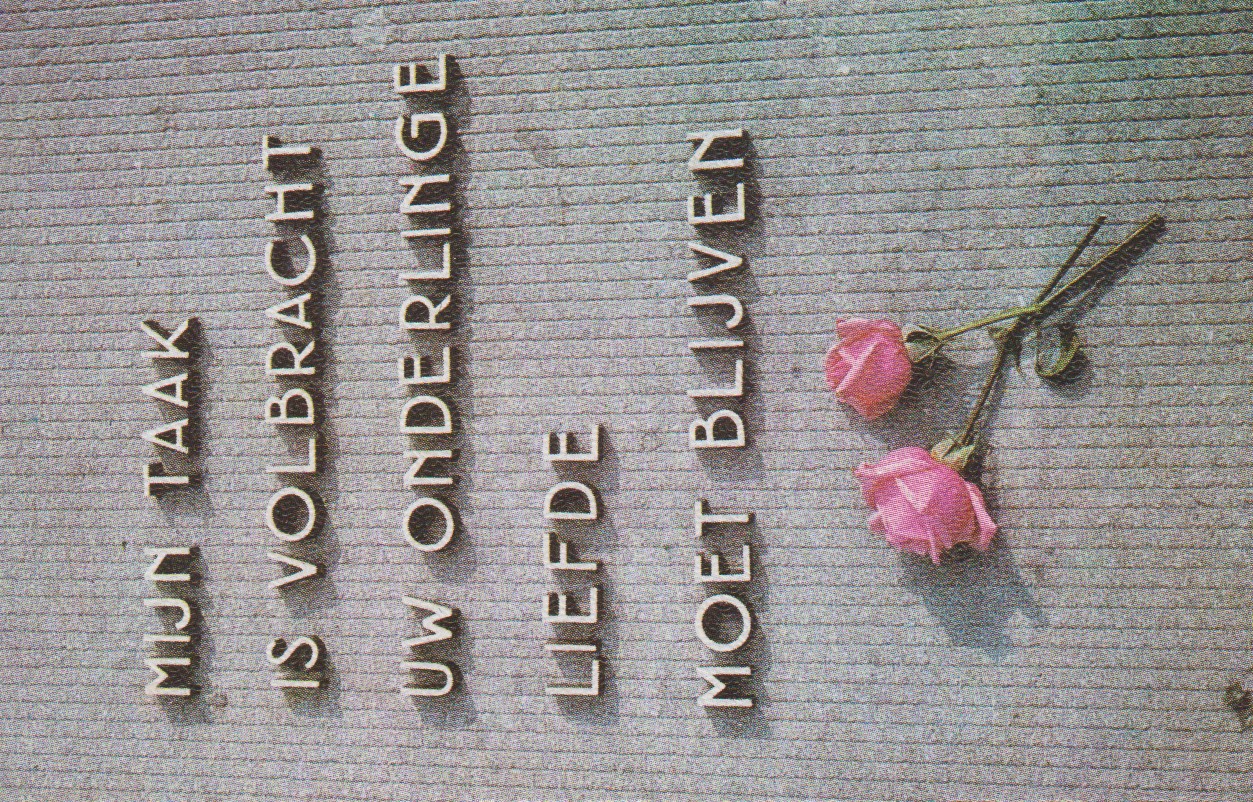 MIJN TAAK
IS VOLBRACHT
UW ONDERLINGE
LIEFDE
MOET BLIJVEN